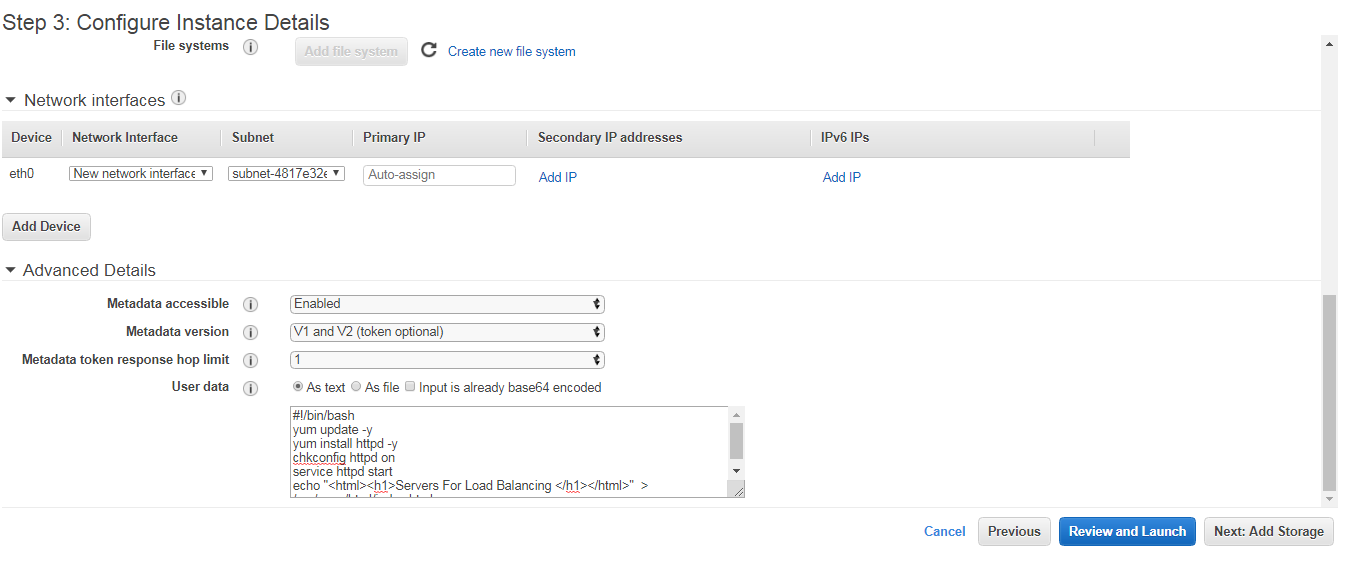 Step 3: Configure Instance Details
File systems
Add file system
Create new file system
Network interfaces
Device Network Interface Subnet Primary IP Secondary IP addresses IPv6 IPs
eth0 New network interface subnet-4817e32e Auto-assign Add IP Add IP
Add Device
Advanced Details
Metadata accessible Enabled
Metadata version V1 and V2 (token optional)
Metadata token response hop limit 1
User data As text As file Input is already base64 encoded
#!/bin/bash
yum update -y
yum install httpd -y
chkconfig httpd on
service httpd start
echo "<html><h1>Servers For Load Balancing </h1></html>" >
Cancel Previous Review and Launch Next: Add Storage